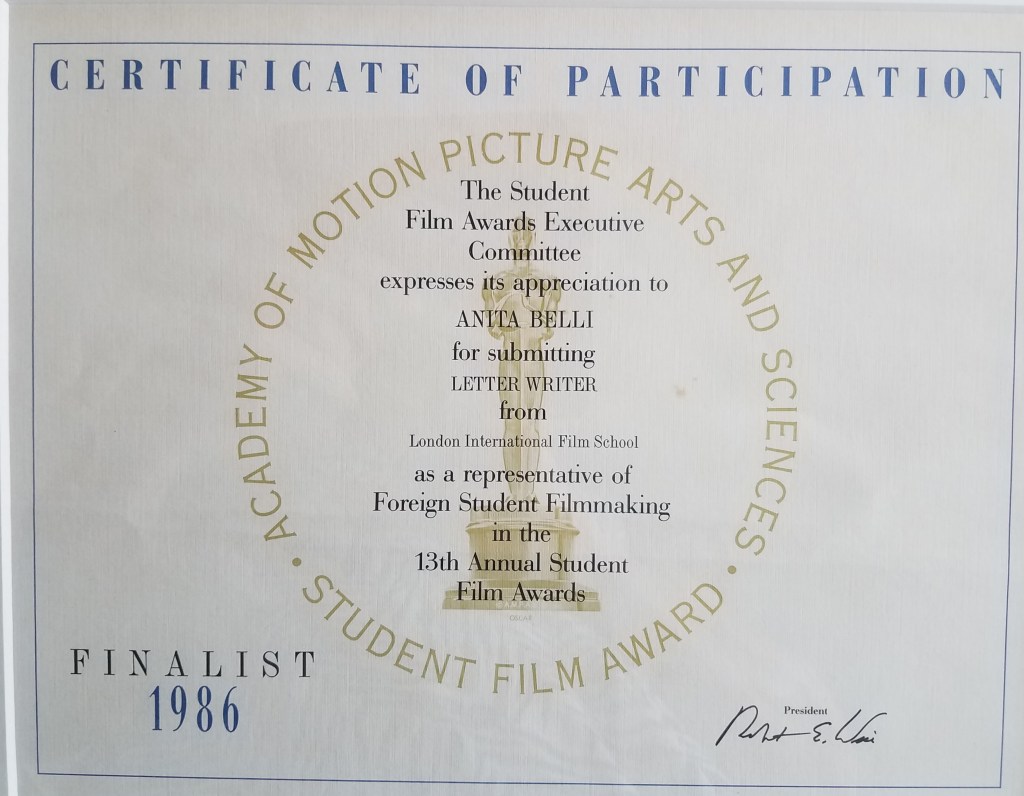 CERTIFICATE OF PARTICIPATION
ACADEMY OF MOTION PICTURE ARTS AND SCIENCES
The Student
Film Awards Executive
Committee
expresses its appreciation to
ANITA BELLI
for submitting
LETTER WRITER
from
London International Film School
as a representative of
Foreign Student Filmmaking
in the
13th Annual Student
Film Awards
• STUDENT FILM AWARD •
FINALIST
1986
President
Robert E. Wise